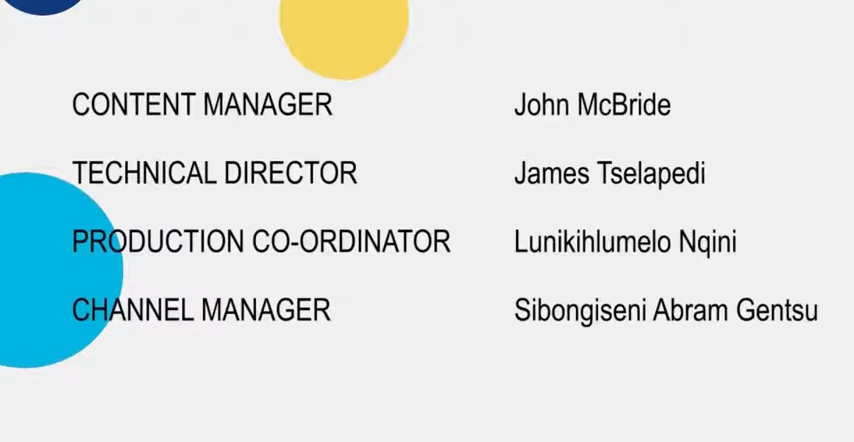 CONTENT MANAGER John McBride
TECHNICAL DIRECTOR James Tselapedi
PRODUCTION CO-ORDINATOR Lunikihlumelo Nqini
CHANNEL MANAGER Sibongiseni Abram Gentsu